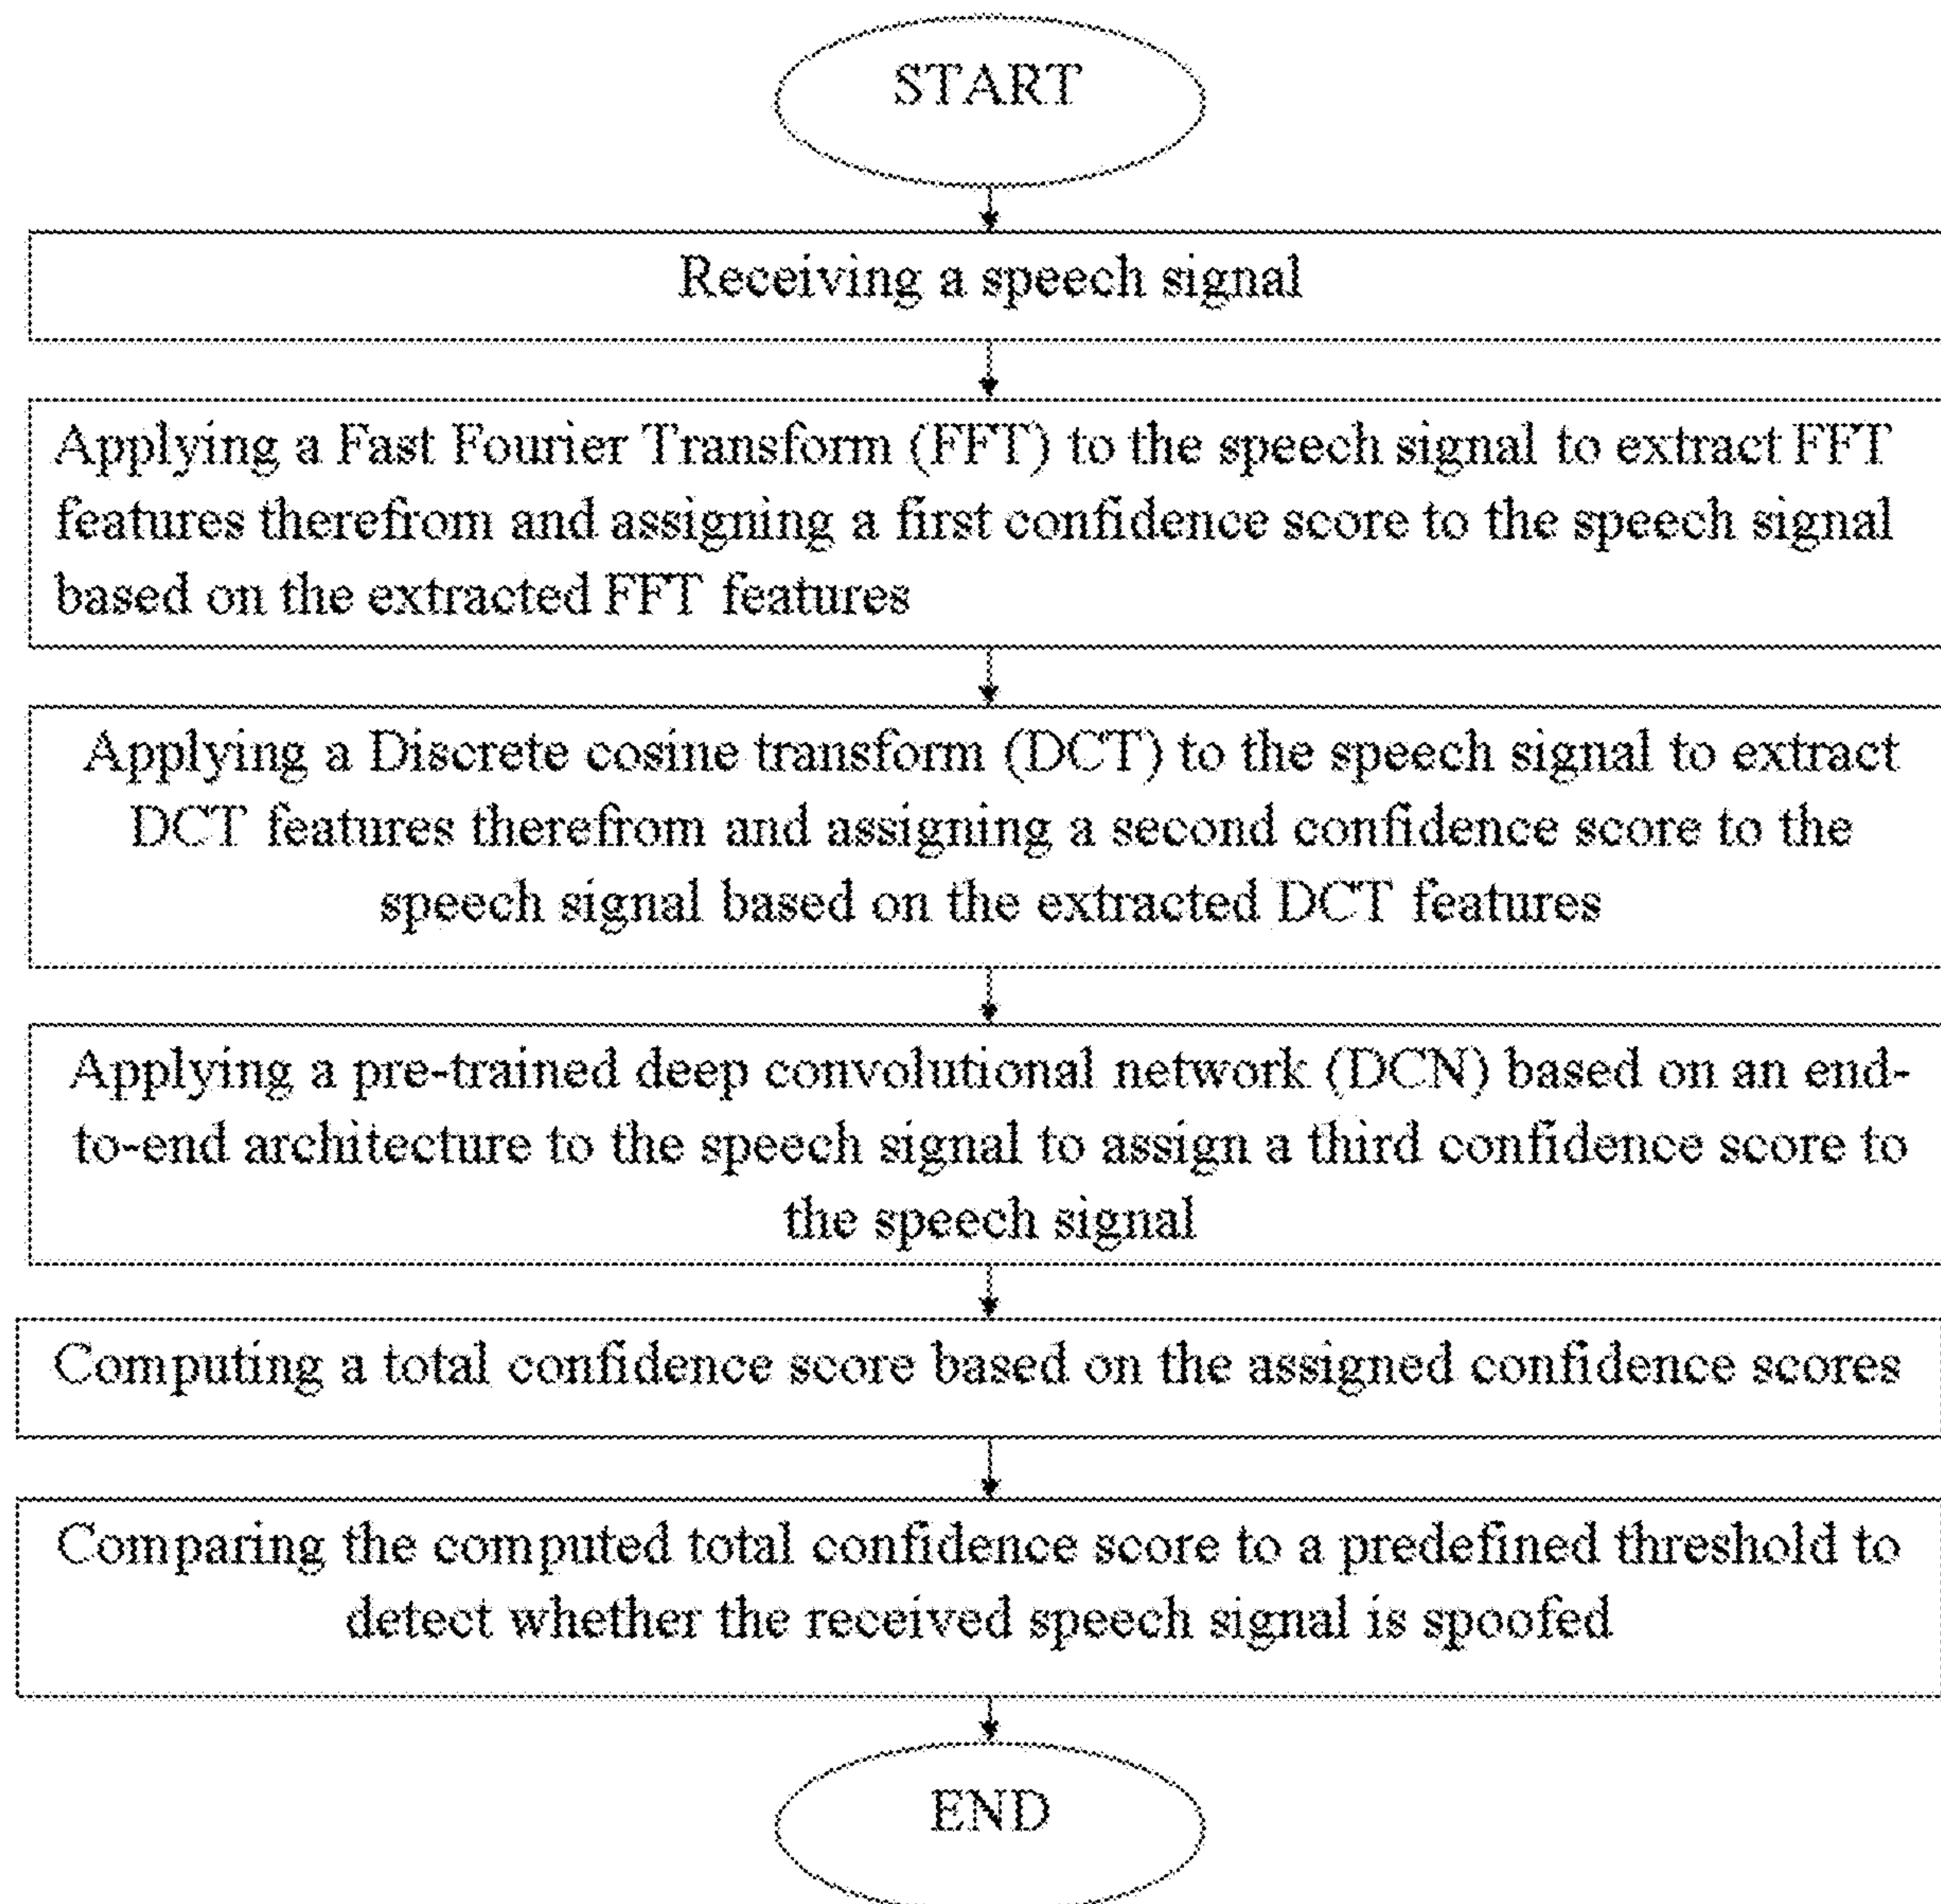 START
Receiving a speech signal
Applying a Fast Fourier Transform (FFT) to the speech signal to extract FFT
features therefrom and assigning a first confidence score to the speech signal
based on the extracted FFT features
Applying a Discrete cosine transform (DCT) to the speech signal to extract
DCT features therefrom and assigning a second confidence score to the
speech signal based on the extracted DCT features
Applying a pre-trained deep convolutional network (DCN) based on an end-
to-end architecture to the speech signal to assign a third confidence score to
the speech signal
Computing a total confidence score based on the assigned confidence scores
Comparing the computed total confidence score to a predefined threshold to
detect whether the received speech signal is spoofed
END